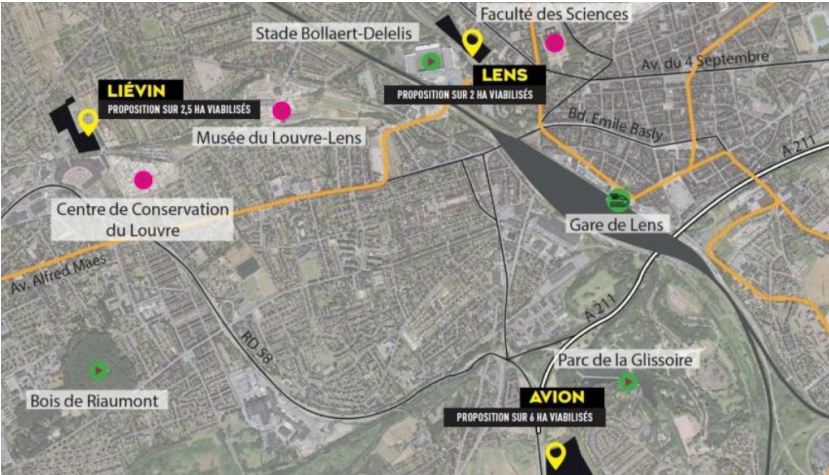 Faculté des Sciences
Stade Bollaert-Delelis
Av. du 4 Septembre
LENS
PROPOSITION SUR 2 HA VIABILISÉS
LIÉVIN
PROPOSITION SUR 2,5 HA VIABILISÉS
Musée du Louvre-Lens
Bd. Emile Basly
A 211
Centre de Conservation
du Louvre
Gare de Lens
Av. Alfred Maes
A 211
RD 58
Parc de la Glissoire
Bois de Riaumont
AVION
PROPOSITION SUR 6 HA VIABILISÉS